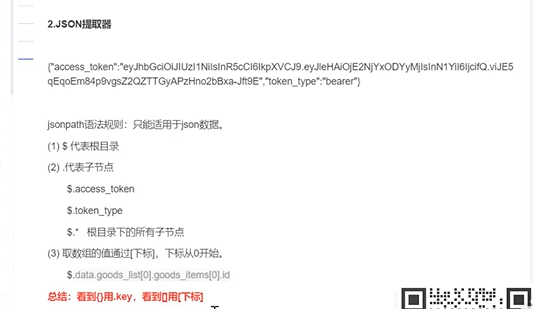 2.JSON提取器
{"access_token":"eyJhbGciOiJIUzI1NiIsInR5cCI6IkpXVCJ9.eyJleHAiOjE2NjYxODYyMjIsInN1YiI6IjcifQ.viJE5
qEqoEm84p9vgsZ2QZTTGyAPzHno2bBxa-Jft9E","token_type":"bearer"}
jsonpath语法规则：只能适用于json数据。
(1) $ 代表根目录
(2) .代表子节点
$.access_token
$.token_type
$.* 根目录下的所有子节点
(3) 取数组的值通过[下标]，下标从0开始。
$.data.goods_list[0].goods_items[0].id
总结：看到{}用.key，看到[]用[下标]